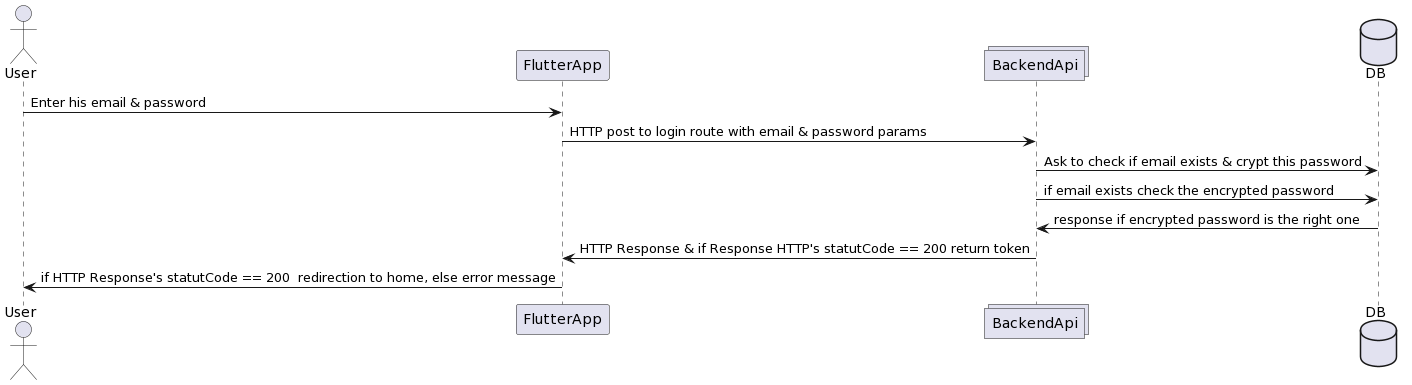 User
FlutterApp
BackendApi
DB
Enter his email & password
HTTP post to login route with email & password params
Ask to check if email exists & crypt this password
if email exists check the encrypted password
response if encrypted password is the right one
HTTP Response & if Response HTTP's statutCode == 200 return token
if HTTP Response's statutCode == 200  redirection to home, else error message
User
FlutterApp
BackendApi
DB